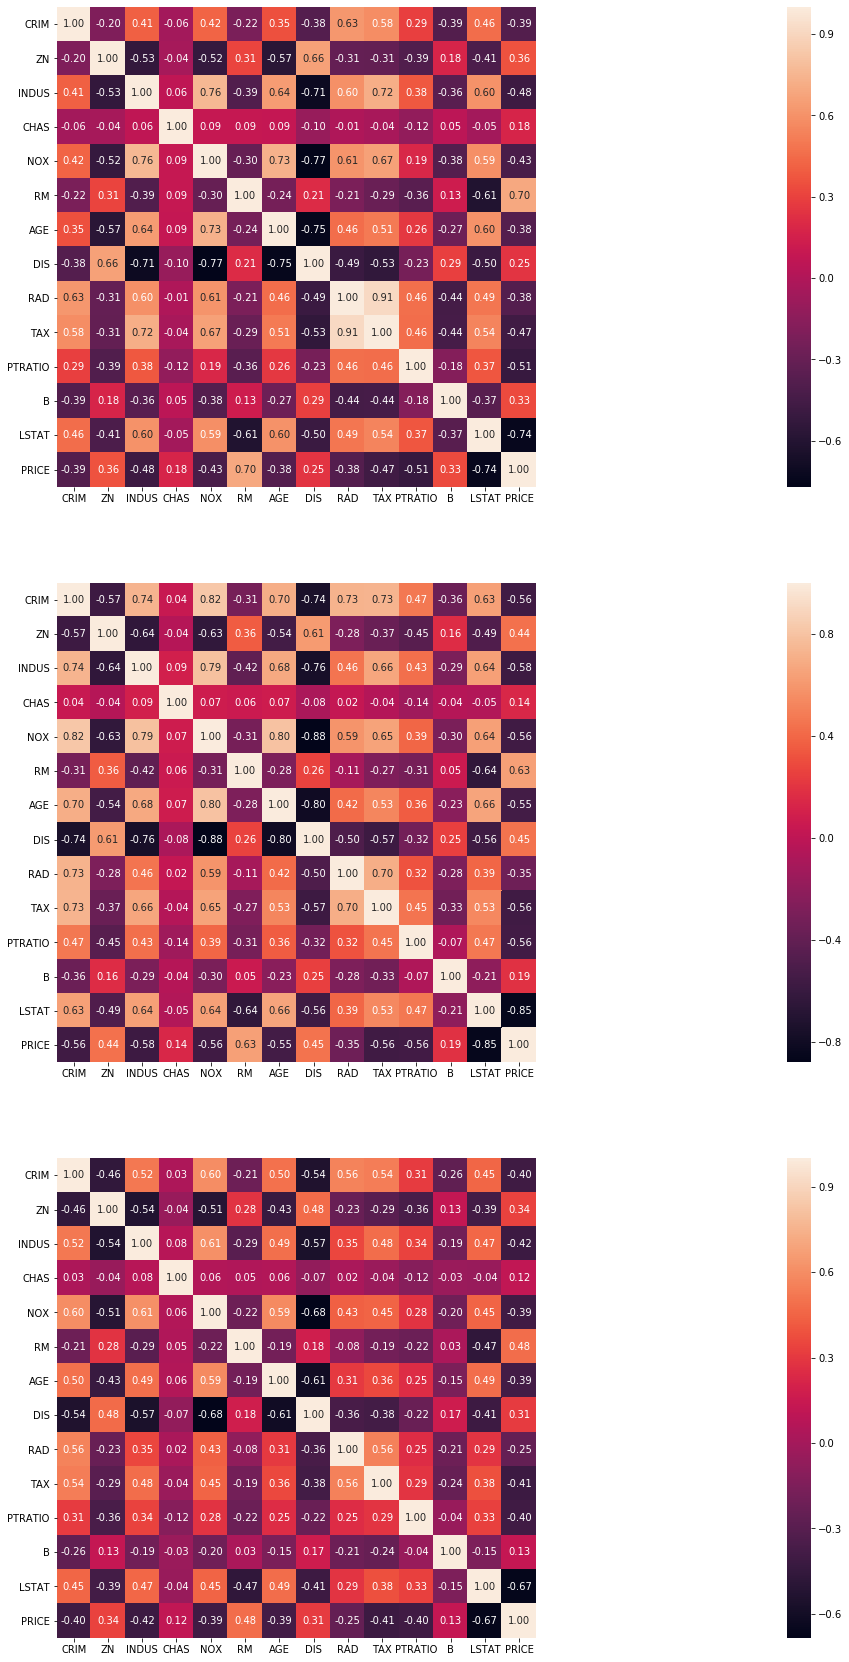 CRIM 1.00 -0.20 0.41 -0.06 0.42 -0.22 0.35 -0.38 0.63 0.58 0.29 -0.39 0.46 -0.39
0.9
ZN -0.20 1.00 -0.53 -0.04 -0.52 0.31 -0.57 0.66 -0.31 -0.31 -0.39 0.18 -0.41 0.36
INDUS 0.41 -0.53 1.00 0.06 0.76 -0.39 0.64 -0.71 0.60 0.72 0.38 -0.36 0.60 -0.48
0.6
CHAS -0.06 -0.04 0.06 1.00 0.09 0.09 0.09 -0.10 -0.01 -0.04 -0.12 0.05 -0.05 0.18
NOX 0.42 -0.52 0.76 0.09 1.00 -0.30 0.73 -0.77 0.61 0.67 0.19 -0.38 0.59 -0.43
RM -0.22 0.31 -0.39 0.09 -0.30 1.00 -0.24 0.21 -0.21 -0.29 -0.36 0.13 -0.61 0.70
0.3
AGE 0.35 -0.57 0.64 0.09 0.73 -0.24 1.00 -0.75 0.46 0.51 0.26 -0.27 0.60 -0.38
DIS -0.38 0.66 -0.71 -0.10 -0.77 0.21 -0.75 1.00 -0.49 -0.53 -0.23 0.29 -0.50 0.25
0.0
RAD 0.63 -0.31 0.60 -0.01 0.61 -0.21 0.46 -0.49 1.00 0.91 0.46 -0.44 0.49 -0.38
TAX 0.58 -0.31 0.72 -0.04 0.67 -0.29 0.51 -0.53 0.91 1.00 0.46 -0.44 0.54 -0.47
−0.3
PTRATIO 0.29 -0.39 0.38 -0.12 0.19 -0.36 0.26 -0.23 0.46 0.46 1.00 -0.18 0.37 -0.51
B -0.39 0.18 -0.36 0.05 -0.38 0.13 -0.27 0.29 -0.44 -0.44 -0.18 1.00 -0.37 0.33
LSTAT 0.46 -0.41 0.60 -0.05 0.59 -0.61 0.60 -0.50 0.49 0.54 0.37 -0.37 1.00 -0.74
−0.6
PRICE -0.39 0.36 -0.48 0.18 -0.43 0.70 -0.38 0.25 -0.38 -0.47 -0.51 0.33 -0.74 1.00
CRIM ZN INDUS CHAS NOX RM AGE DIS RAD TAX PTRATIO B LSTAT PRICE
CRIM 1.00 -0.57 0.74 0.04 0.82 -0.31 0.70 -0.74 0.73 0.73 0.47 -0.36 0.63 -0.56
ZN -0.57 1.00 -0.64 -0.04 -0.63 0.36 -0.54 0.61 -0.28 -0.37 -0.45 0.16 -0.49 0.44
0.8
INDUS 0.74 -0.64 1.00 0.09 0.79 -0.42 0.68 -0.76 0.46 0.66 0.43 -0.29 0.64 -0.58
CHAS 0.04 -0.04 0.09 1.00 0.07 0.06 0.07 -0.08 0.02 -0.04 -0.14 -0.04 -0.05 0.14
NOX 0.82 -0.63 0.79 0.07 1.00 -0.31 0.80 -0.88 0.59 0.65 0.39 -0.30 0.64 -0.56
0.4
RM -0.31 0.36 -0.42 0.06 -0.31 1.00 -0.28 0.26 -0.11 -0.27 -0.31 0.05 -0.64 0.63
AGE 0.70 -0.54 0.68 0.07 0.80 -0.28 1.00 -0.80 0.42 0.53 0.36 -0.23 0.66 -0.55
0.0
DIS -0.74 0.61 -0.76 -0.08 -0.88 0.26 -0.80 1.00 -0.50 -0.57 -0.32 0.25 -0.56 0.45
RAD 0.73 -0.28 0.46 0.02 0.59 -0.11 0.42 -0.50 1.00 0.70 0.32 -0.28 0.39 -0.35
TAX 0.73 -0.37 0.66 -0.04 0.65 -0.27 0.53 -0.57 0.70 1.00 0.45 -0.33 0.53 -0.56
PTRATIO 0.47 -0.45 0.43 -0.14 0.39 -0.31 0.36 -0.32 0.32 0.45 1.00 -0.07 0.47 -0.56
−0.4
B -0.36 0.16 -0.29 -0.04 -0.30 0.05 -0.23 0.25 -0.28 -0.33 -0.07 1.00 -0.21 0.19
LSTAT 0.63 -0.49 0.64 -0.05 0.64 -0.64 0.66 -0.56 0.39 0.53 0.47 -0.21 1.00 -0.85
PRICE -0.56 0.44 -0.58 0.14 -0.56 0.63 -0.55 0.45 -0.35 -0.56 -0.56 0.19 -0.85 1.00
−0.8
CRIM ZN INDUS CHAS NOX RM AGE DIS RAD TAX PTRATIO B LSTAT PRICE
CRIM 1.00 -0.46 0.52 0.03 0.60 -0.21 0.50 -0.54 0.56 0.54 0.31 -0.26 0.45 -0.40
0.9
ZN -0.46 1.00 -0.54 -0.04 -0.51 0.28 -0.43 0.48 -0.23 -0.29 -0.36 0.13 -0.39 0.34
INDUS 0.52 -0.54 1.00 0.08 0.61 -0.29 0.49 -0.57 0.35 0.48 0.34 -0.19 0.47 -0.42
0.6
CHAS 0.03 -0.04 0.08 1.00 0.06 0.05 0.06 -0.07 0.02 -0.04 -0.12 -0.03 -0.04 0.12
NOX 0.60 -0.51 0.61 0.06 1.00 -0.22 0.59 -0.68 0.43 0.45 0.28 -0.20 0.45 -0.39
RM -0.21 0.28 -0.29 0.05 -0.22 1.00 -0.19 0.18 -0.08 -0.19 -0.22 0.03 -0.47 0.48
0.3
AGE 0.50 -0.43 0.49 0.06 0.59 -0.19 1.00 -0.61 0.31 0.36 0.25 -0.15 0.49 -0.39
DIS -0.54 0.48 -0.57 -0.07 -0.68 0.18 -0.61 1.00 -0.36 -0.38 -0.22 0.17 -0.41 0.31
0.0
RAD 0.56 -0.23 0.35 0.02 0.43 -0.08 0.31 -0.36 1.00 0.56 0.25 -0.21 0.29 -0.25
TAX 0.54 -0.29 0.48 -0.04 0.45 -0.19 0.36 -0.38 0.56 1.00 0.29 -0.24 0.38 -0.41
−0.3
PTRATIO 0.31 -0.36 0.34 -0.12 0.28 -0.22 0.25 -0.22 0.25 0.29 1.00 -0.04 0.33 -0.40
B -0.26 0.13 -0.19 -0.03 -0.20 0.03 -0.15 0.17 -0.21 -0.24 -0.04 1.00 -0.15 0.13
LSTAT 0.45 -0.39 0.47 -0.04 0.45 -0.47 0.49 -0.41 0.29 0.38 0.33 -0.15 1.00 -0.67
−0.6
PRICE -0.40 0.34 -0.42 0.12 -0.39 0.48 -0.39 0.31 -0.25 -0.41 -0.40 0.13 -0.67 1.00
CRIM ZN INDUS CHAS NOX RM AGE DIS RAD TAX PTRATIO B LSTAT PRICE